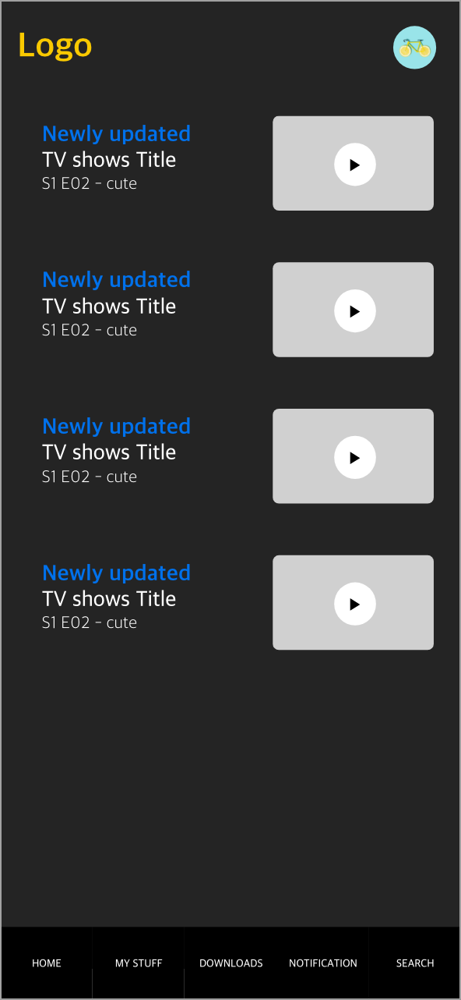 Logo
Newly updated
TV shows Title
S1 E02 - cute
Newly updated
TV shows Title
S1 E02 - cute
Newly updated
TV shows Title
S1 E02 - cute
Newly updated
TV shows Title
S1 E02 - cute
HOME MY STUFF DOWNLOADS NOTIFICATION SEARCH